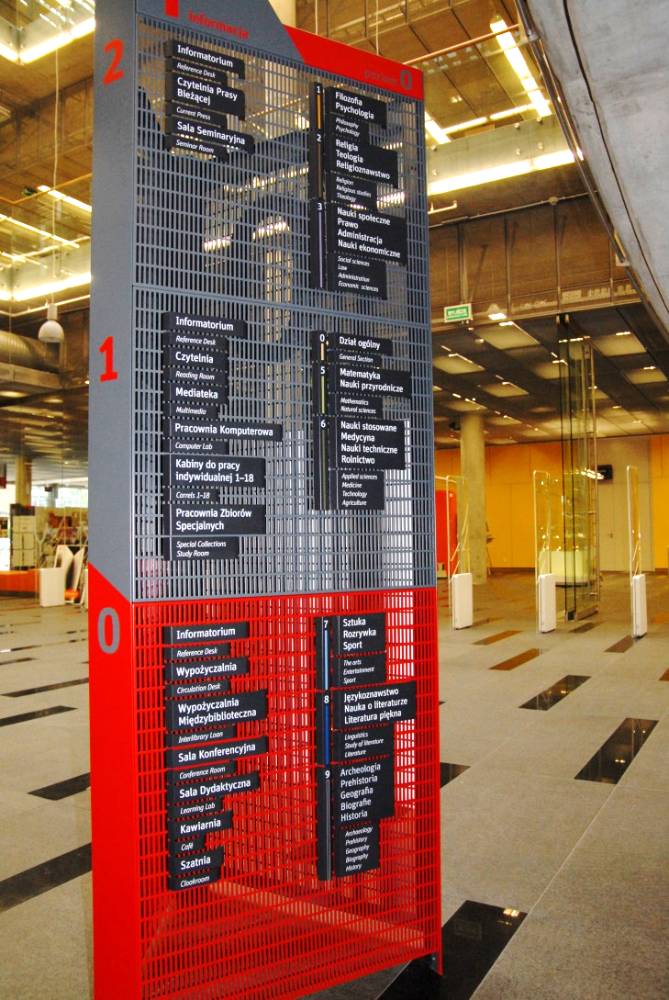 informacja
poziom 0
2
Informatorium
Reference Desk
Czytelnia Prasy
Bieżącej
Current Press
Sala Seminaryjna
Seminar Room
1
Filozofia
Psychologia
Philosophy
Psychology
2
Religia
Teologia
Religioznawstwo
Religion
Religious studies
Theology
3
Nauki społeczne
Prawo
Administracja
Nauki ekonomiczne
Social sciences
Law
Administration
Economic sciences
1
Informatorium
Reference Desk
Czytelnia
Reading Room
Mediateka
Multimedia
Pracownia Komputerowa
Computer Lab
Kabiny do pracy
indywidualnej 1–18
Carrels 1–18
Pracownia Zbiorów
Specjalnych
Special Collections
Study Room
0
Dział ogólny
General Section
5
Matematyka
Nauki przyrodnicze
Mathematics
Natural sciences
6
Nauki stosowane
Medycyna
Nauki techniczne
Rolnictwo
Applied sciences
Medicine
Technology
Agriculture
WYJŚCIE
0
Informatorium
Reference Desk
Wypożyczalnia
Circulation Desk
Wypożyczalnia
Międzybiblioteczna
Interlibrary Loan
Sala Konferencyjna
Conference Room
Sala Dydaktyczna
Learning Lab
Kawiarnia
Café
Szatnia
Cloakroom
7
Sztuka
Rozrywka
Sport
The arts
Entertainment
Sport
8
Językoznawstwo
Nauka o literaturze
Literatura piękna
Linguistics
Study of literature
Literature
9
Archeologia
Prehistoria
Geografia
Biografie
Historia
Archaeology
Prehistory
Geography
Biography
History